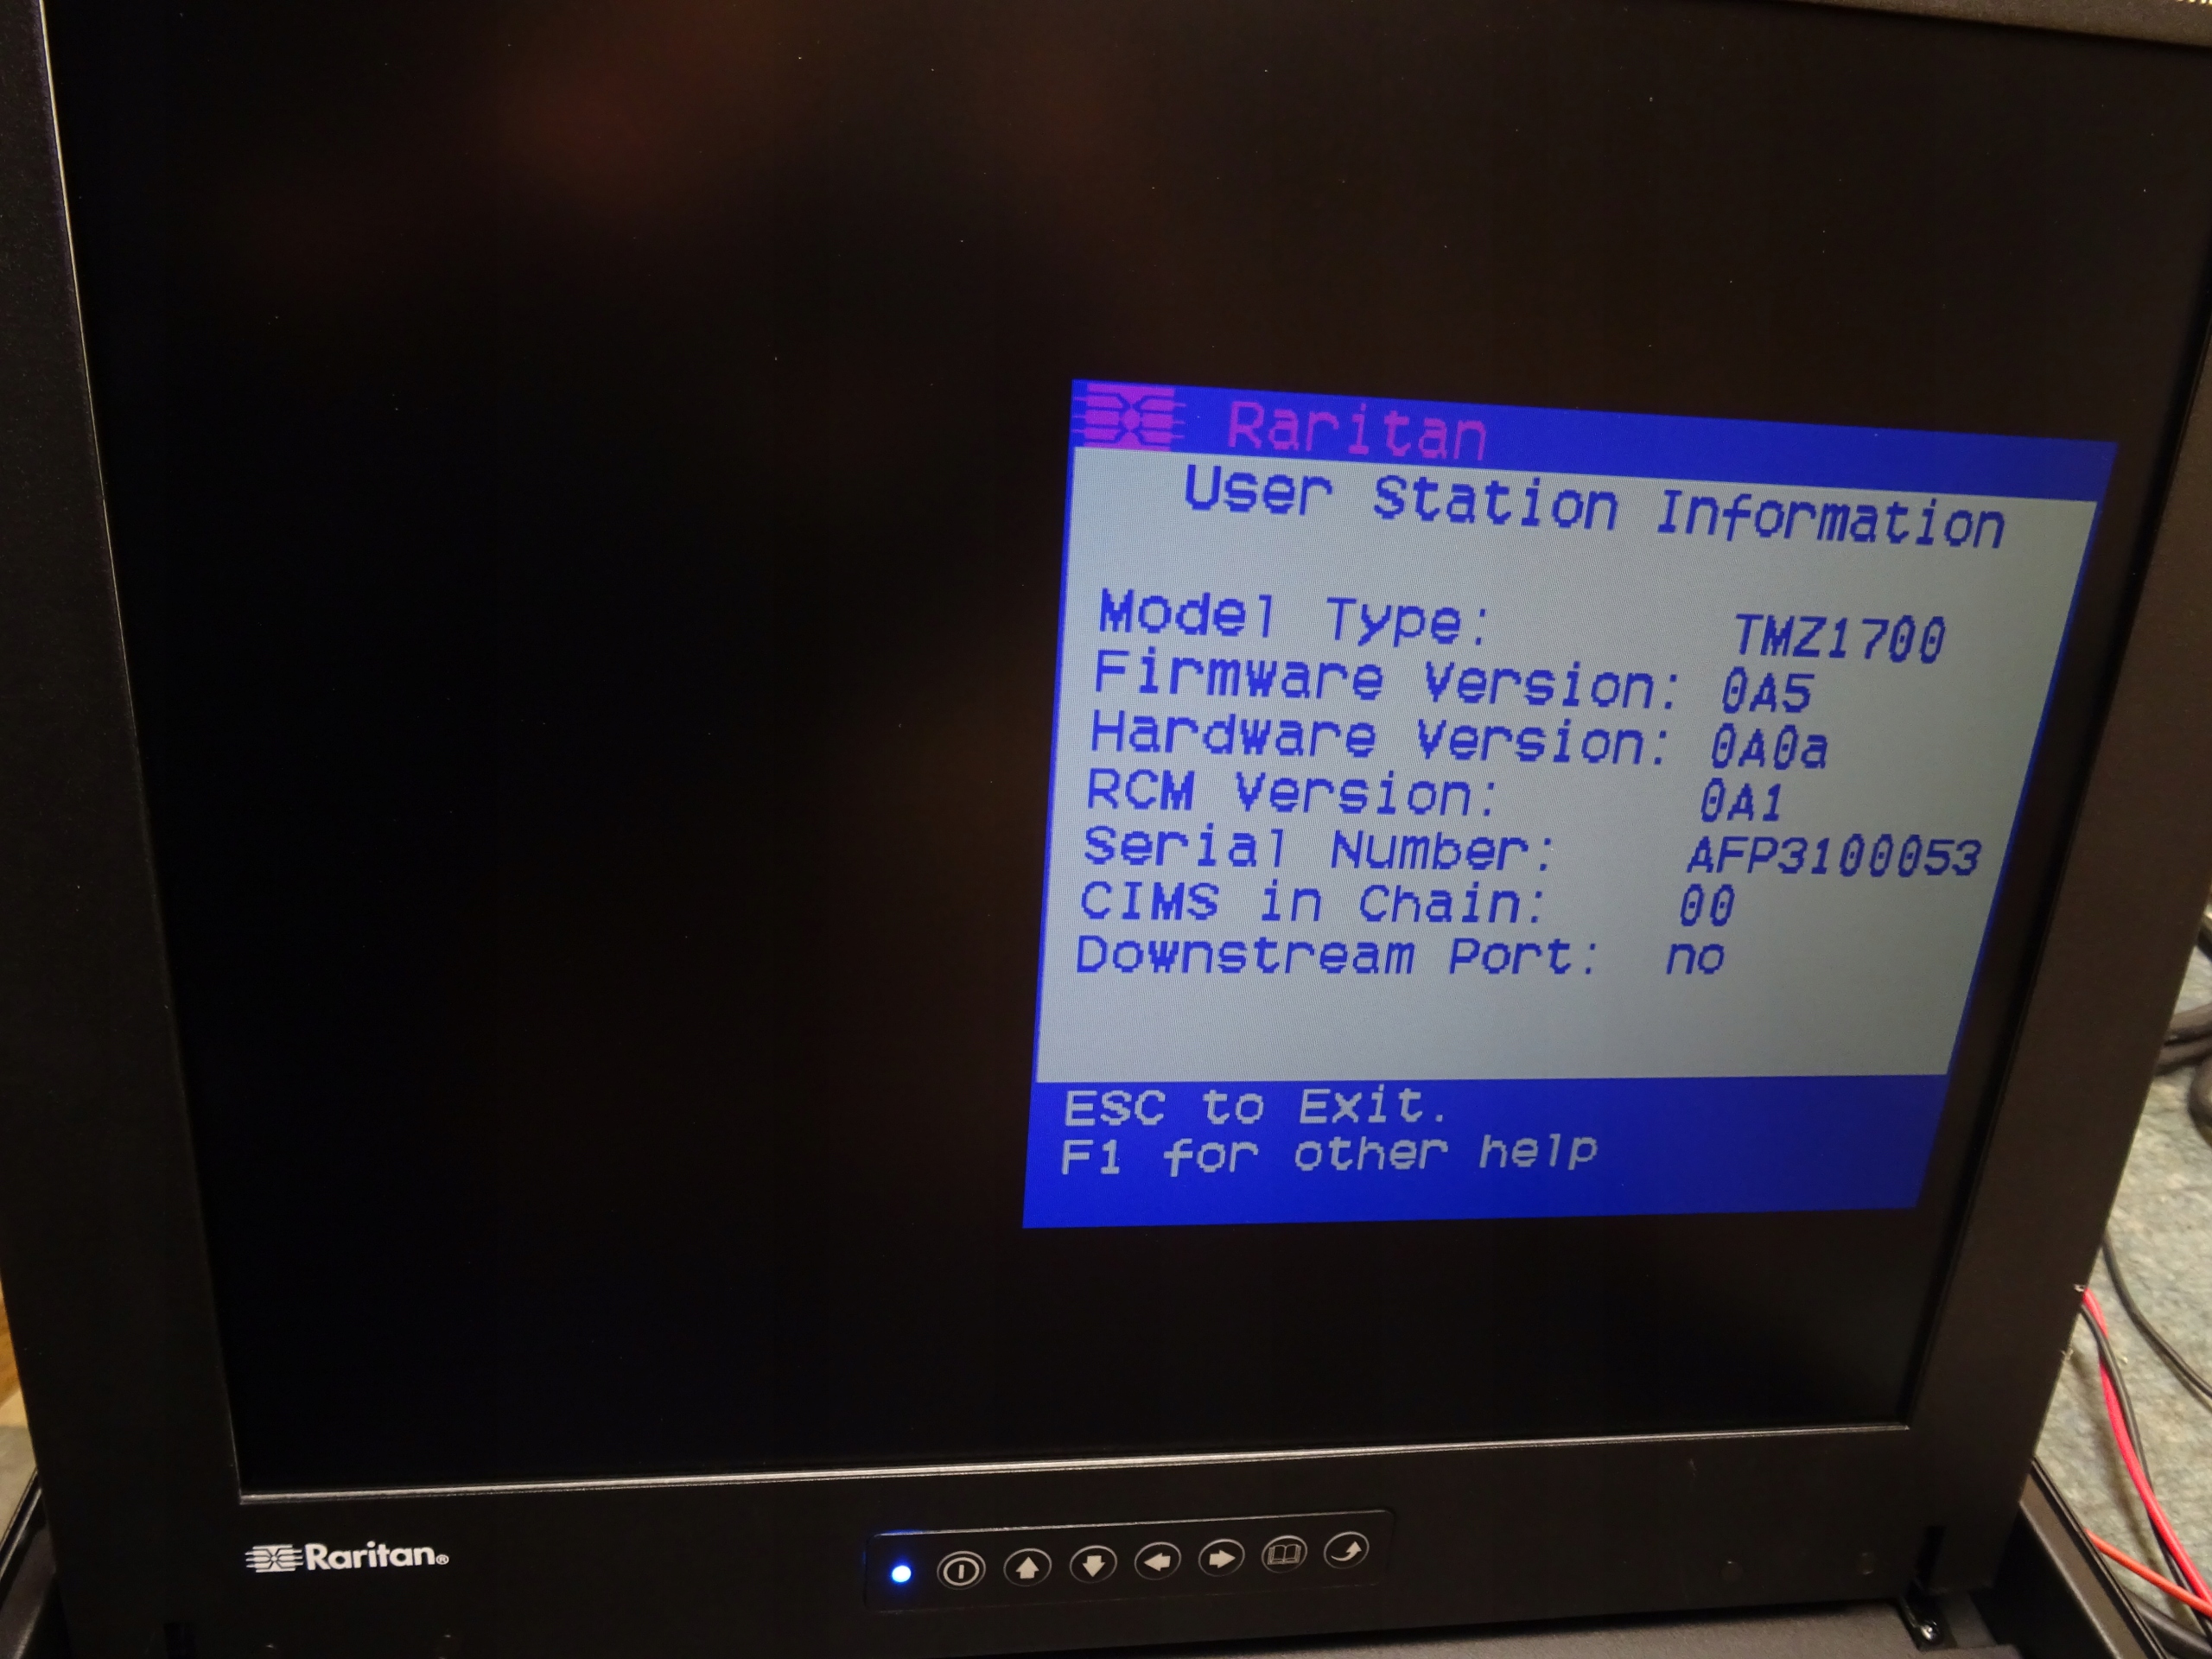 Raritan
User Station Information
Model Type: TMZ1700
Firmware Version: 0A5
Hardware Version: 0A0a
RCM Version: 0A1
Serial Number: AFP3100053
CIMS in Chain: 00
Downstream Port: no
ESC to Exit.
F1 for other help
Raritan®